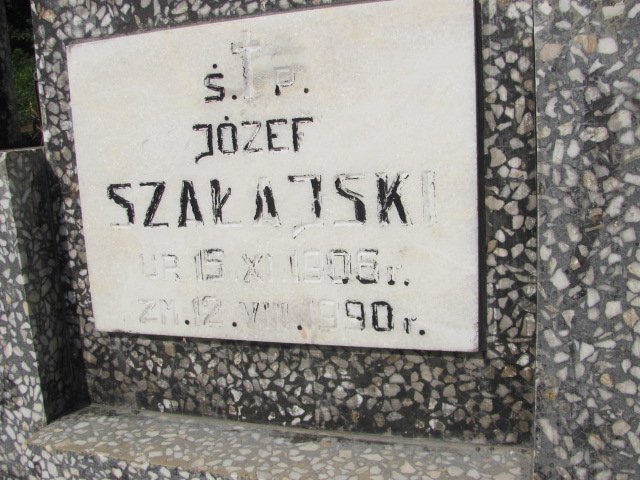 Ś.P.
JÓZEF
SZAŁAJSKI
UR 15 XI 1906 r.
ZM. 12. VIII. 1990 r.